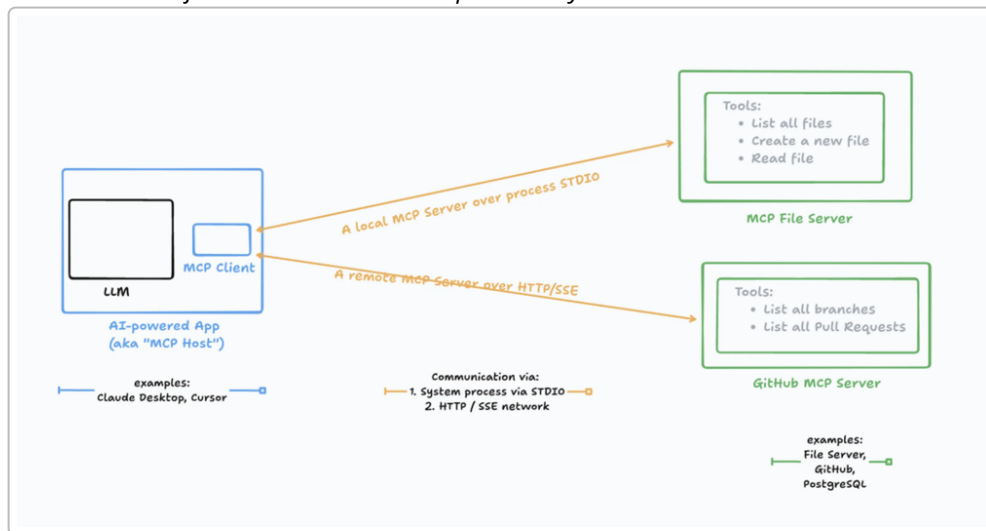 Tools:
• List all files
• Create a new file
• Read file
A local MCP Server over process STDIO
MCP File Server
MCP Client
LLM
A remote MCP Server over HTTP/SSE
Tools:
• List all branches
• List all Pull Requests
AI-powered App
(aka "MCP Host")
GitHub MCP Server
examples:
Claude Desktop, Cursor
Communication via:
1. System process via STDIO
2. HTTP / SSE network
examples:
File Server,
GitHub,
PostgreSQL